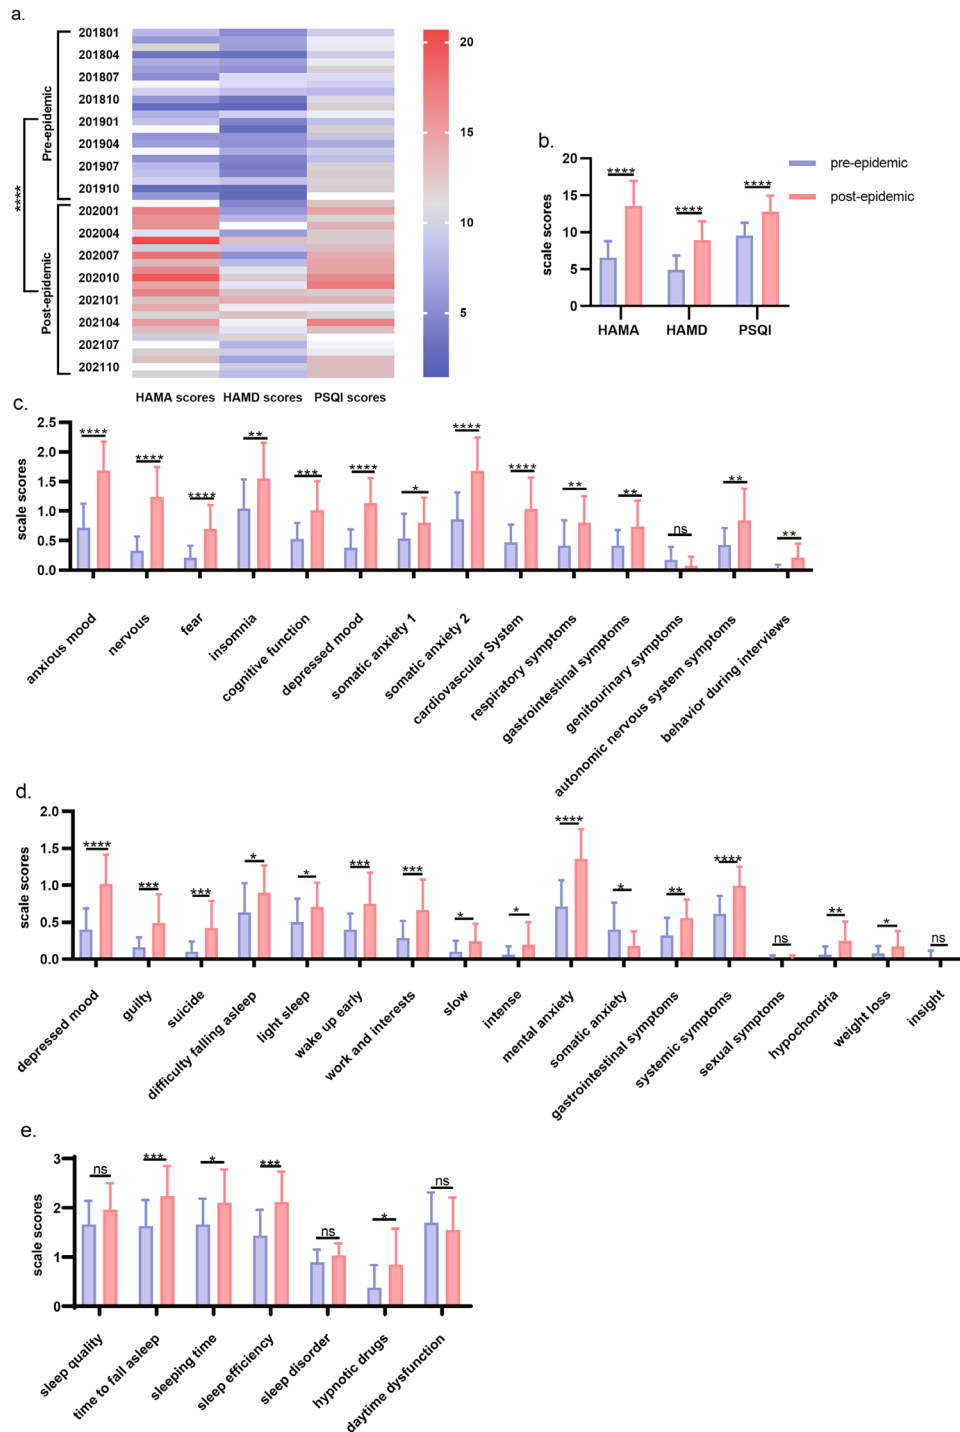 a.
201801
201804
201807
201810
201901
201904
201907
201910
202001
202004
202007
202010
202101
202104
202107
202110
Pre-epidemic
Post-epidemic
****
HAMA scores HAMD scores PSQI scores
20
15
10
5
b.
scale scores
20
15
10
5
0
**** **** ****
HAMA HAMD PSQI
pre-epidemic
post-epidemic
c.
scale scores
2.5
2.0
1.5
1.0
0.5
0.0
**** **** **** ** *** **** * **** **** ** ** ns ** **
anxious mood
nervous
fear
insomnia
cognitive function
depressed mood
somatic anxiety 1
somatic anxiety 2
cardiovascular System
respiratory symptoms
gastrointestinal symptoms
genitourinary symptoms
autonomic nervous system symptoms
behavior during interviews
d.
scale scores
2.0
1.5
1.0
0.5
0.0
**** *** *** * * *** *** * * **** * ** **** ns ** * ns
depressed mood
guilty
suicide
difficulty falling asleep
light sleep
wake up early
work and interests
slow
intense
mental anxiety
somatic anxiety
gastrointestinal symptoms
systemic symptoms
sexual symptoms
hypochondria
weight loss
insight
e.
scale scores
3
2
1
0
ns *** * *** ns * ns
sleep quality
time to fall asleep
sleeping time
sleep efficiency
sleep disorder
hypnotic drugs
daytime dysfunction